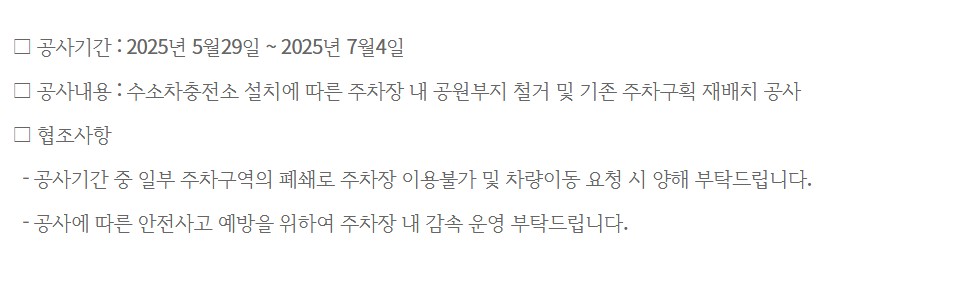 □ 공사기간 : 2025년 5월29일 ~ 2025년 7월4일
□ 공사내용 : 수소차충전소 설치에 따른 주차장 내 공원부지 철거 및 기존 주차구획 재배치 공사
□ 협조사항
- 공사기간 중 일부 주차구역의 폐쇄로 주차장 이용불가 및 차량이동 요청 시 양해 부탁드립니다.
- 공사에 따른 안전사고 예방을 위하여 주차장 내 감속 운영 부탁드립니다.